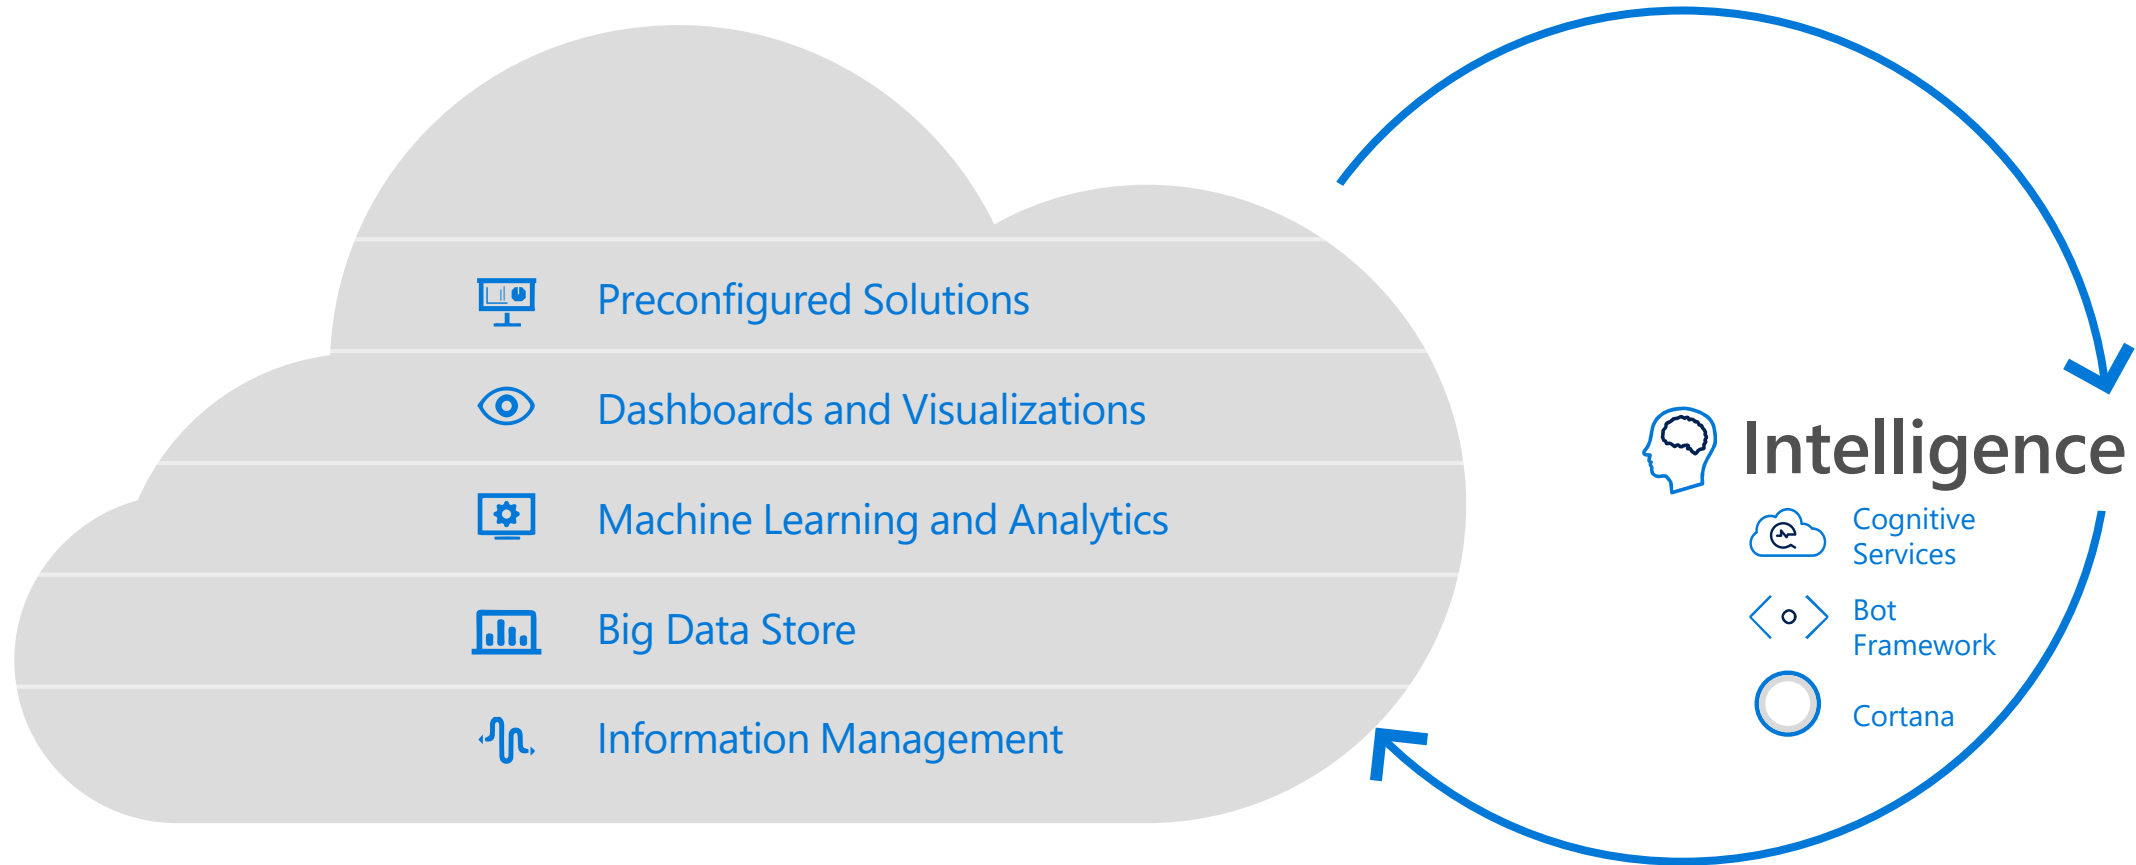 Preconfigured Solutions
Dashboards and Visualizations
Machine Learning and Analytics
Big Data Store
Information Management
Intelligence
Cognitive
Services
Bot
Framework
Cortana